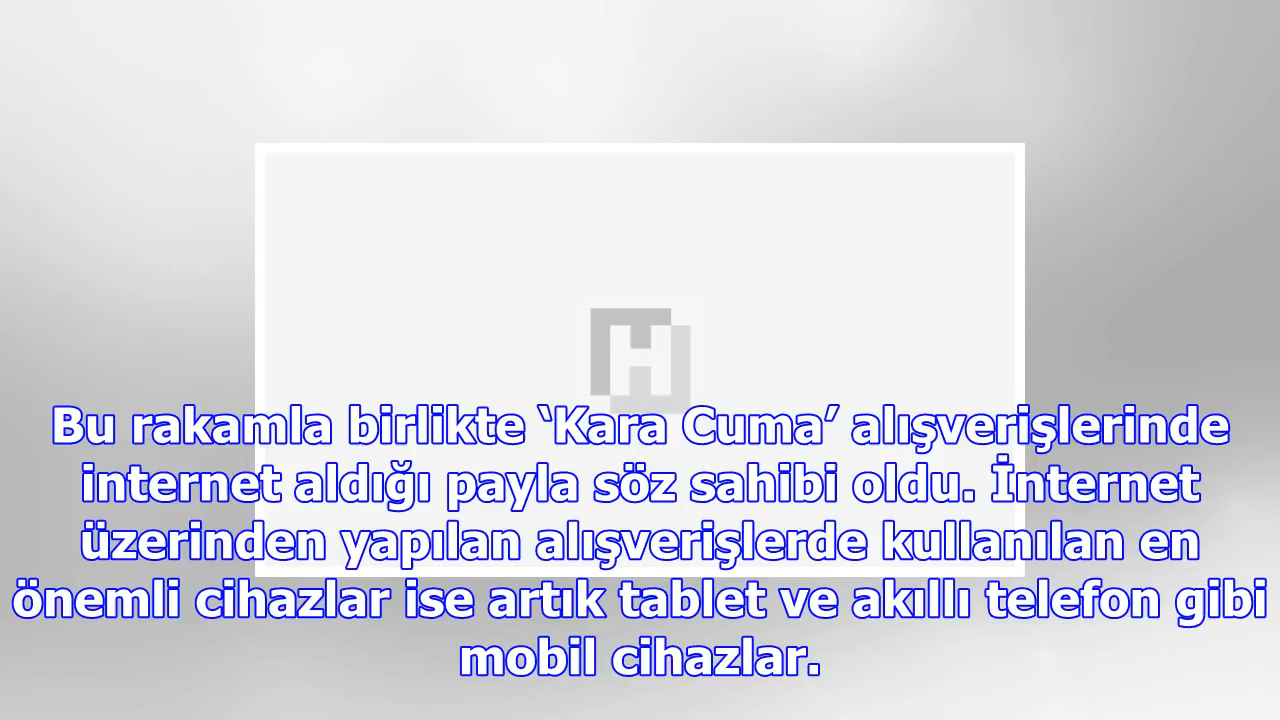 H
Bu rakamla birlikte ‘Kara Cuma’ alışverişlerinde
internet aldığı payla söz sahibi oldu. İnternet
üzerinden yapılan alışverişlerde kullanılan en
önemli cihazlar ise artık tablet ve akıllı telefon gibi
mobil cihazlar.